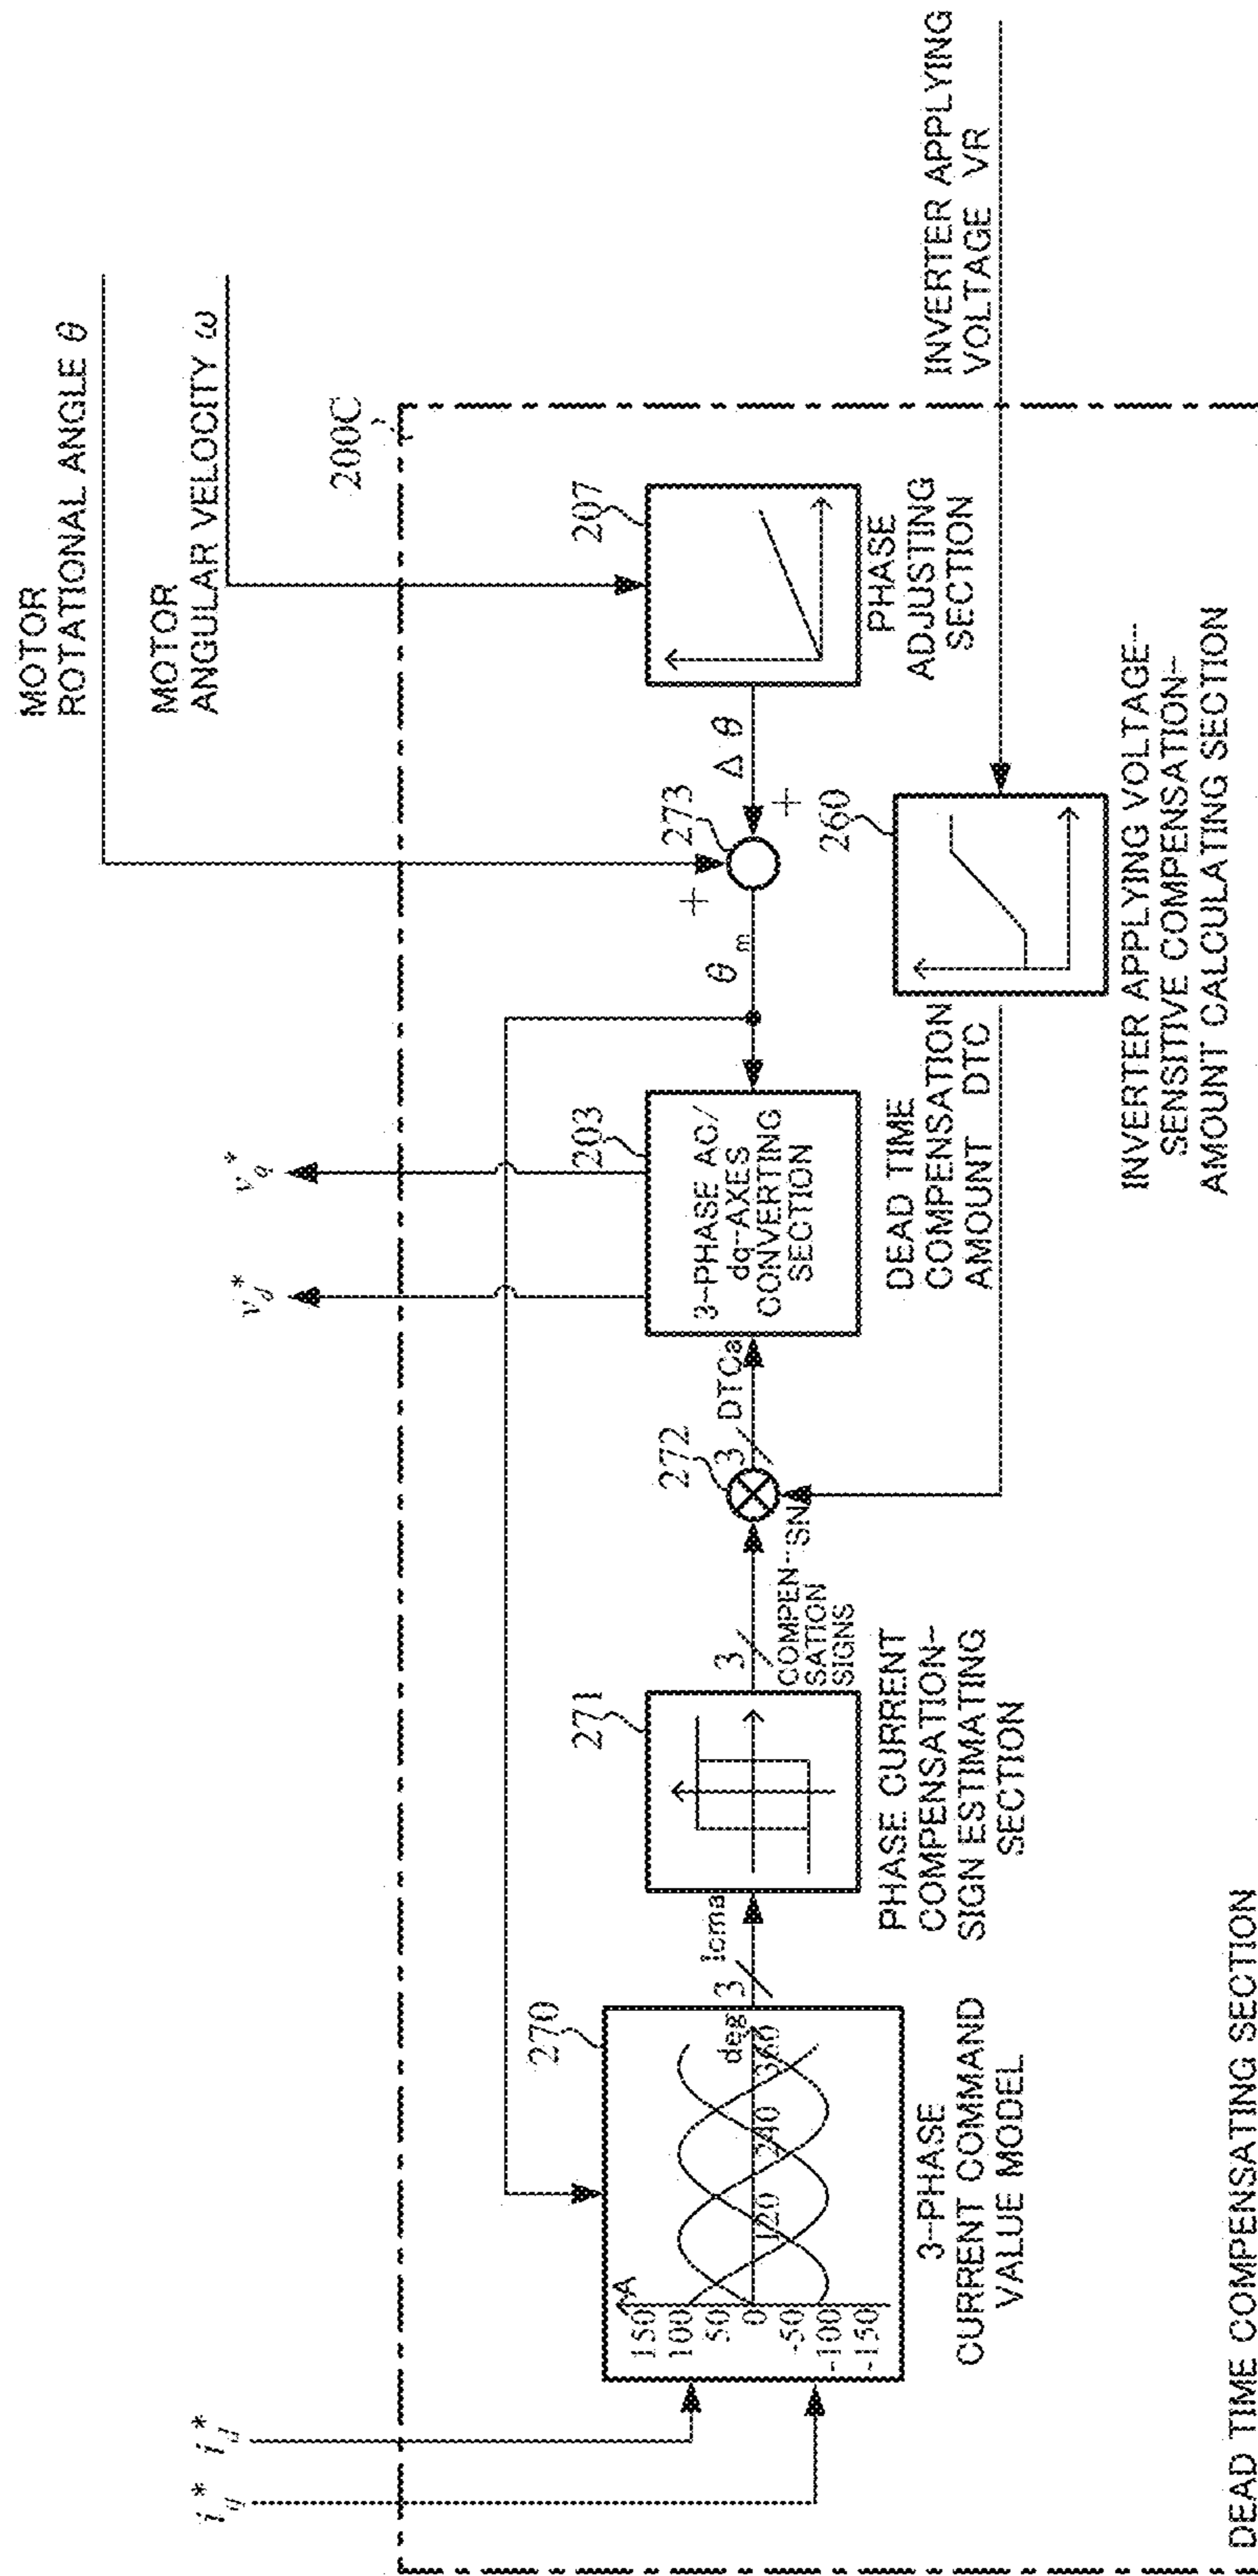 MOTOR
ROTATIONAL ANGLE θ
MOTOR
ANGULAR VELOCITY ω
200C
INVERTER APPLYING
VOLTAGE VR
207
PHASE
ADJUSTING
SECTION
Δθ
+
273
+
θm
260
INVERTER APPLYING VOLTAGE-
SENSITIVE COMPENSATION-
AMOUNT CALCULATING SECTION
DEAD TIME
COMPENSATION
AMOUNT DTC
vd*
vq*
203
3-PHASE AC/
dq-AXES
CONVERTING
SECTION
DTCa
3
272
SN
COMPEN-
SATION
SIGNS
3
271
PHASE CURRENT
COMPENSATION-
SIGN ESTIMATING
SECTION
Icma
3
270
A
150
100
50
0
-50
-100
-150
120
240
360
deg
3-PHASE
CURRENT COMMAND
VALUE MODEL
id*
iq*
DEAD TIME COMPENSATING SECTION